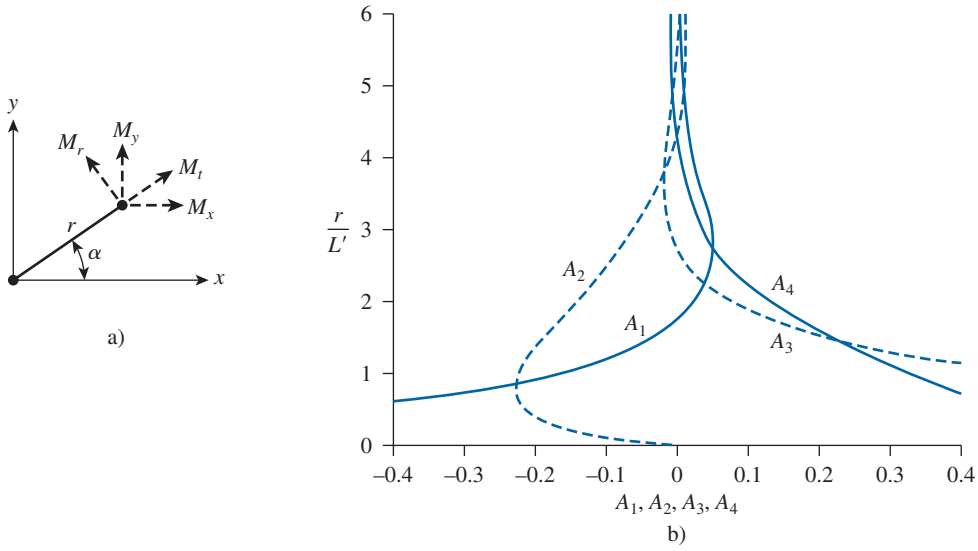 y
M_r
M_y
M_t
M_x
r
α
x
a)
6
5
4
3
2
1
0
r/L′
A_2
A_1
A_4
A_3
–0.4 –0.3 –0.2 –0.1 0 0.1 0.2 0.3 0.4
A_1, A_2, A_3, A_4
b)